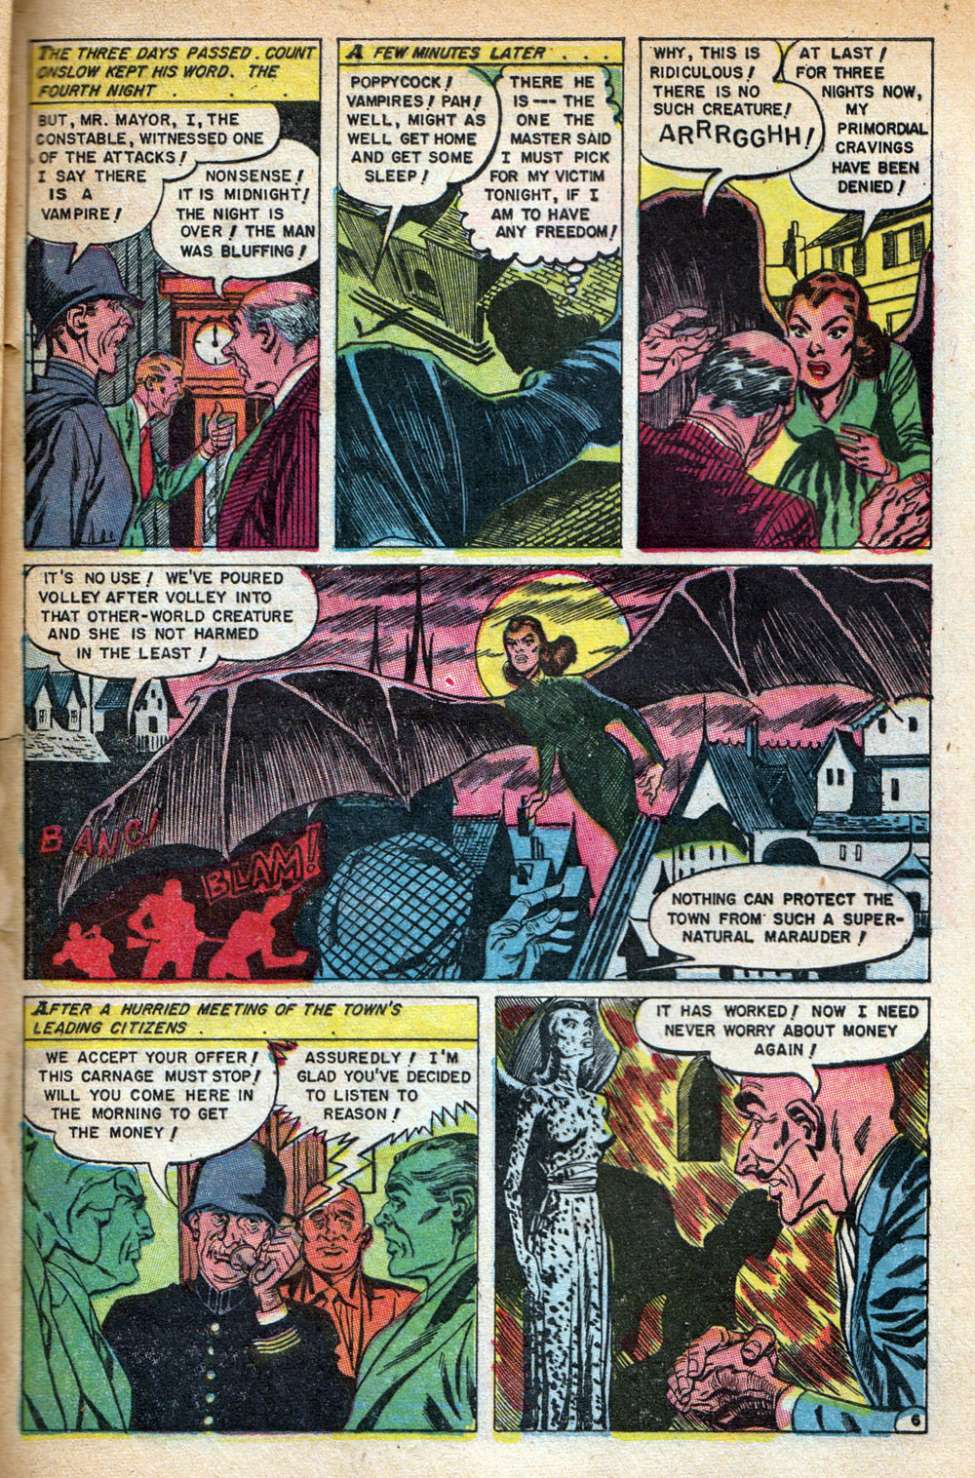 THE THREE DAYS PASSED. COUNT
ONSLOW KEPT HIS WORD. THE
FOURTH NIGHT . . . .
BUT, MR. MAYOR, I, THE
CONSTABLE, WITNESSED ONE
OF THE ATTACKS!
I SAY THERE
IS A
VAMPIRE!
NONSENSE!
IT IS MIDNIGHT!
THE NIGHT IS
OVER! THE MAN
WAS BLUFFING!
A FEW MINUTES LATER . . .
POPPYCOCK!
VAMPIRES! PAH!
WELL, MIGHT AS
WELL GET HOME
AND GET SOME
SLEEP!
THERE HE
IS --- THE
ONE THE
MASTER SAID
I MUST PICK
FOR MY VICTIM
TONIGHT, IF I
AM TO HAVE
ANY FREEDOM!
WHY, THIS IS
RIDICULOUS!
THERE IS NO
SUCH CREATURE!
ARRRGGHH!
AT LAST!
FOR THREE
NIGHTS NOW,
MY
PRIMORDIAL
CRAVINGS
HAVE BEEN
DENIED!
IT'S NO USE! WE'VE POURED
VOLLEY AFTER VOLLEY INTO
THAT OTHER-WORLD CREATURE
AND SHE IS NOT HARMED
IN THE LEAST!
BANG!
BLAM!
NOTHING CAN PROTECT THE
TOWN FROM SUCH A SUPER-
NATURAL MARAUDER!
AFTER A HURRIED MEETING OF THE TOWN'S
LEADING CITIZENS . . . .
WE ACCEPT YOUR OFFER!
THIS CARNAGE MUST STOP!
WILL YOU COME HERE IN
THE MORNING TO GET
THE MONEY!
ASSUREDLY! I'M
GLAD YOU'VE DECIDED
TO LISTEN TO
REASON!
IT HAS WORKED! NOW I NEED
NEVER WORRY ABOUT MONEY
AGAIN!
6